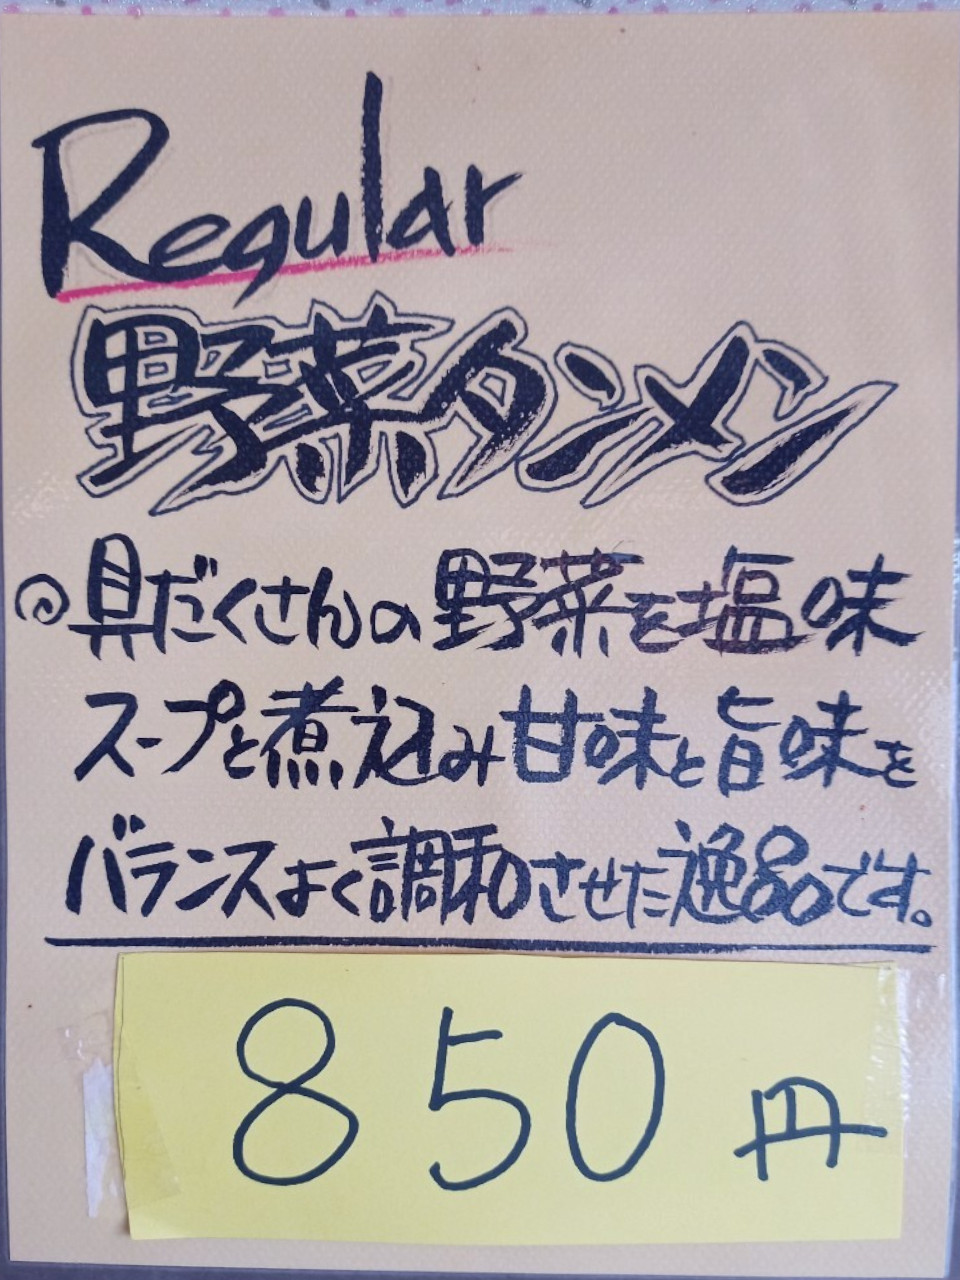 Regular
野菜タンメン
◎具だくさんの野菜を塩味
スープと煮込み甘味と旨味を
バランスよく調和させた逸品です。
850円